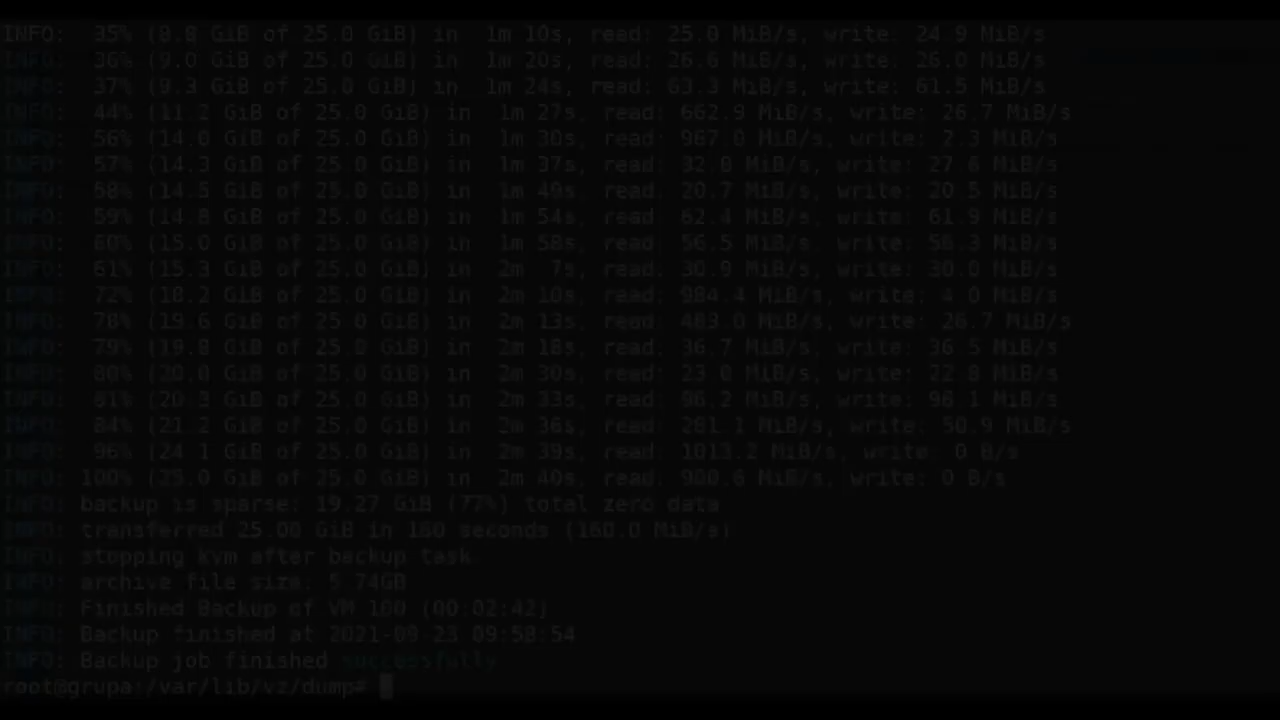 INFO:  35% (8.8 GiB of 25.0 GiB) in  1m 10s, read: 25.0 MiB/s, write: 24.9 MiB/s
INFO:  36% (9.0 GiB of 25.0 GiB) in  1m 20s, read: 26.6 MiB/s, write: 26.0 MiB/s
INFO:  37% (9.3 GiB of 25.0 GiB) in  1m 24s, read: 63.3 MiB/s, write: 61.5 MiB/s
INFO:  44% (11.2 GiB of 25.0 GiB) in  1m 27s, read: 662.9 MiB/s, write: 26.7 MiB/s
INFO:  56% (14.0 GiB of 25.0 GiB) in  1m 30s, read: 967.0 MiB/s, write: 2.3 MiB/s
INFO:  57% (14.3 GiB of 25.0 GiB) in  1m 37s, read: 32.0 MiB/s, write: 27.6 MiB/s
INFO:  58% (14.5 GiB of 25.0 GiB) in  1m 49s, read: 20.7 MiB/s, write: 20.5 MiB/s
INFO:  59% (14.8 GiB of 25.0 GiB) in  1m 54s, read: 62.4 MiB/s, write: 61.9 MiB/s
INFO:  60% (15.0 GiB of 25.0 GiB) in  1m 58s, read: 56.5 MiB/s, write: 56.3 MiB/s
INFO:  61% (15.3 GiB of 25.0 GiB) in  2m  7s, read: 30.9 MiB/s, write: 30.0 MiB/s
INFO:  72% (18.2 GiB of 25.0 GiB) in  2m 10s, read: 984.4 MiB/s, write: 4.0 MiB/s
INFO:  78% (19.6 GiB of 25.0 GiB) in  2m 13s, read: 483.0 MiB/s, write: 26.7 MiB/s
INFO:  79% (19.8 GiB of 25.0 GiB) in  2m 18s, read: 36.7 MiB/s, write: 36.5 MiB/s
INFO:  80% (20.0 GiB of 25.0 GiB) in  2m 30s, read: 23.0 MiB/s, write: 22.8 MiB/s
INFO:  81% (20.3 GiB of 25.0 GiB) in  2m 33s, read: 96.2 MiB/s, write: 96.1 MiB/s
INFO:  84% (21.2 GiB of 25.0 GiB) in  2m 36s, read: 281.1 MiB/s, write: 50.9 MiB/s
INFO:  96% (24.1 GiB of 25.0 GiB) in  2m 39s, read: 1011.2 MiB/s, write: 0 B/s
INFO: 100% (25.0 GiB of 25.0 GiB) in  2m 40s, read: 900.6 MiB/s, write: 0 B/s
INFO: backup is sparse: 19.27 GiB (77%) total zero data
INFO: transferred 25.00 GiB in 160 seconds (160.0 MiB/s)
INFO: stopping kvm after backup task
INFO: archive file size: 5.74GB
INFO: Finished Backup of VM 100 (00:02:42)
INFO: Backup finished at 2021-09-23 09:58:54
INFO: Backup job finished successfully
root@grupa:/var/lib/vz/dump#